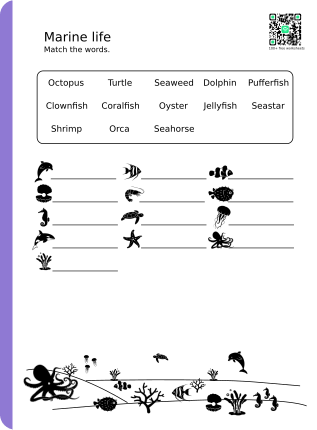 Marine life
Match the words.
100+ free worksheets
Octopus Turtle Seaweed Dolphin Pufferfish
Clownfish Coralfish Oyster Jellyfish Seastar
Shrimp Orca Seahorse